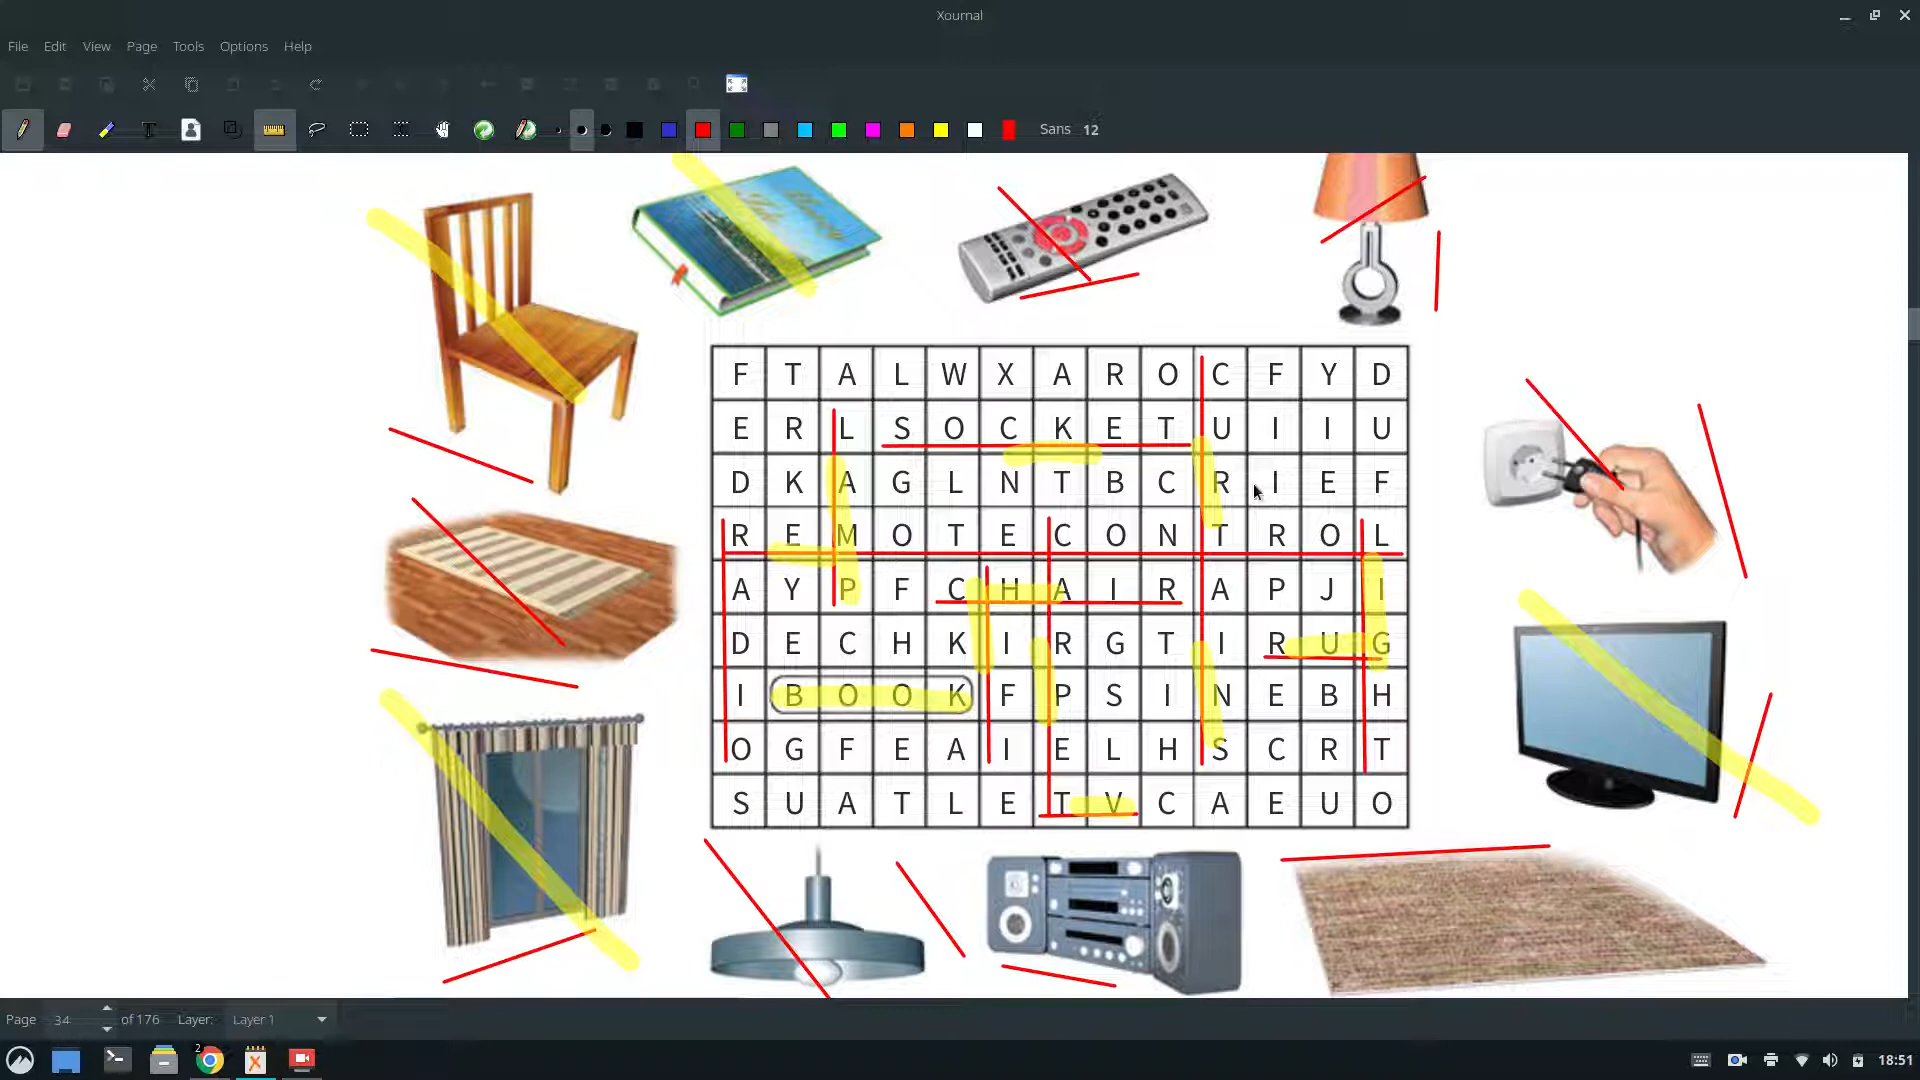 Xournal
File Edit View Page Tools Options Help
Sans 12
F T A L W X A R O C F Y D
E R L S O C K E T U I I U
D K A G L N T B C R I E F
R E M O T E C O N T R O L
A Y P F C H A I R A P J I
D E C H K I R G T I R U G
I B O O K F P S I N E B H
O G F E A I E L H S C R T
S U A T L E T V C A E U O
Page 34 of 176 Layer: Layer 1
2
18:51